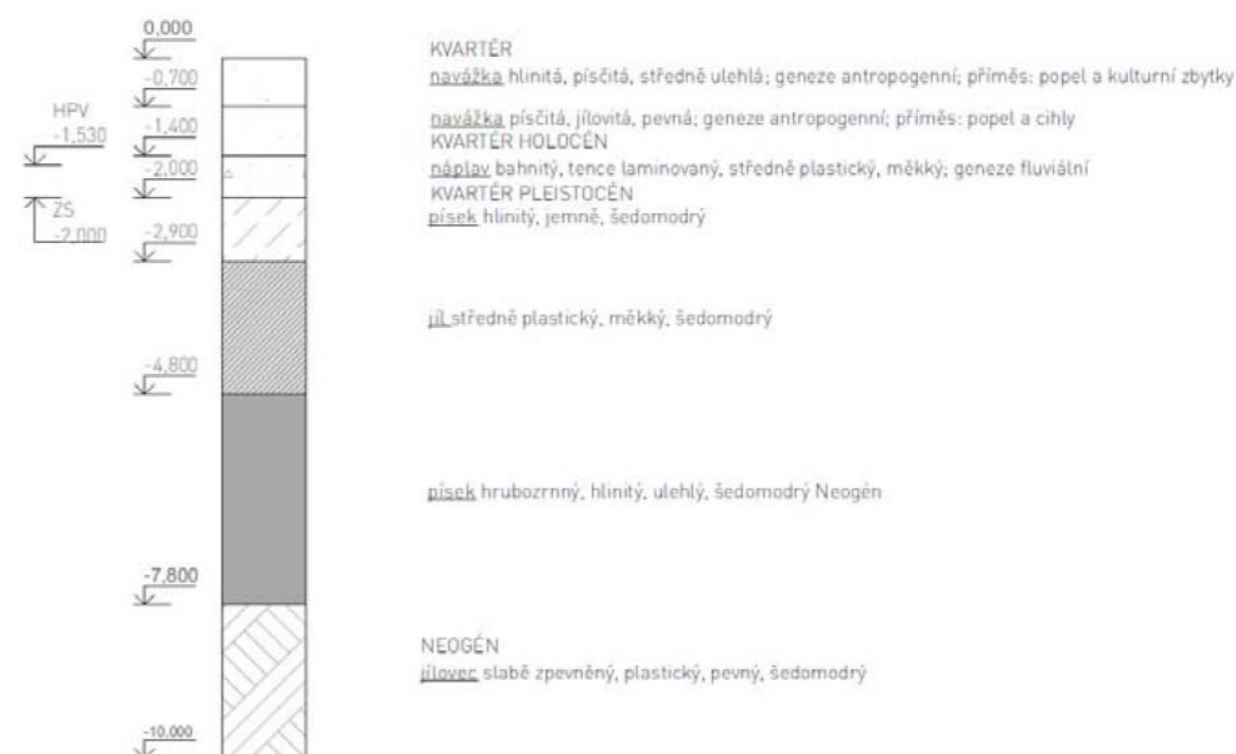 0,000
KVARTÉR
-0,700
navážka hlinitá, písčitá, středně ulehlá; geneze antropogenní; příměs: popel a kulturní zbytky
HPV
-1,530
-1,400
navážka písčitá, jílovitá, pevná; geneze antropogenní; příměs: popel a cihly
KVARTÉR HOLOCÉN
-2,000
náplav bahnitý, tence laminovaný, středně plastický, měkký; geneze fluviální
KVARTÉR PLEISTOCÉN
ZS
-2,000
-2,900
písek hlinitý, jemně, šedomodrý
jíl středně plastický, měkký, šedomodrý
-4,800
písek hrubozrnný, hlinitý, ulehlý, šedomodrý Neogén
-7,800
NEOGÉN
jílovec slabě zpevněný, plastický, pevný, šedomodrý
-10,000